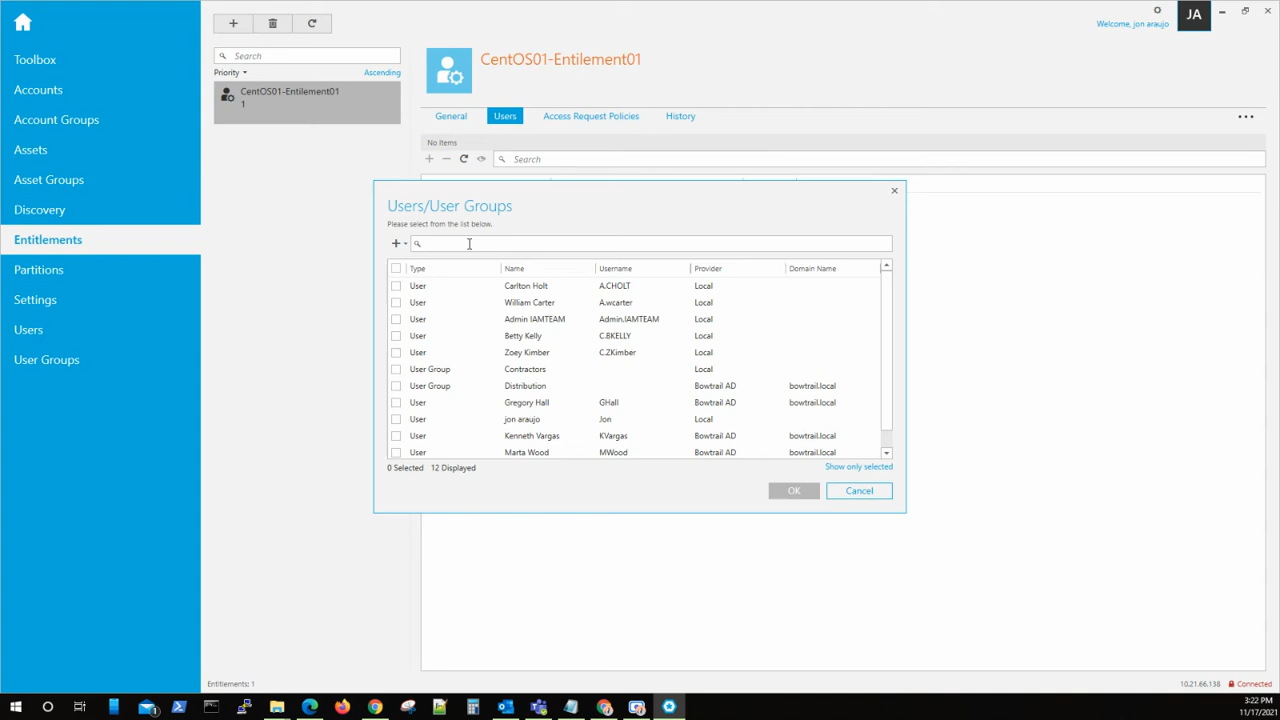 Toolbox
Accounts
Account Groups
Assets
Asset Groups
Discovery
Entitlements
Partitions
Settings
Users
User Groups
Search
Priority
Ascending
CentOS01-Entilement01
1
Entitlements: 1
Welcome, jon araujo
JA
CentOS01-Entilement01
General
Users
Access Request Policies
History
No Items
Search
Users/User Groups
Please select from the list below.
Type Name Username Provider Domain Name
User Carlton Holt A.CHOLT Local
User William Carter A.wcarter Local
User Admin IAMTEAM Admin.IAMTEAM Local
User Betty Kelly C.BKELLY Local
User Zoey Kimber C.ZKimber Local
User Group Contractors Local
User Group Distribution Bowtrail AD bowtrail.local
User Gregory Hall GHall Bowtrail AD bowtrail.local
User jon araujo Jon Local
User Kenneth Vargas KVargas Bowtrail AD bowtrail.local
User Marta Wood MWood Bowtrail AD bowtrail.local
0 Selected 12 Displayed
Show only selected
OK
Cancel
10.21.66.138
Connected
3:22 PM
11/17/2021